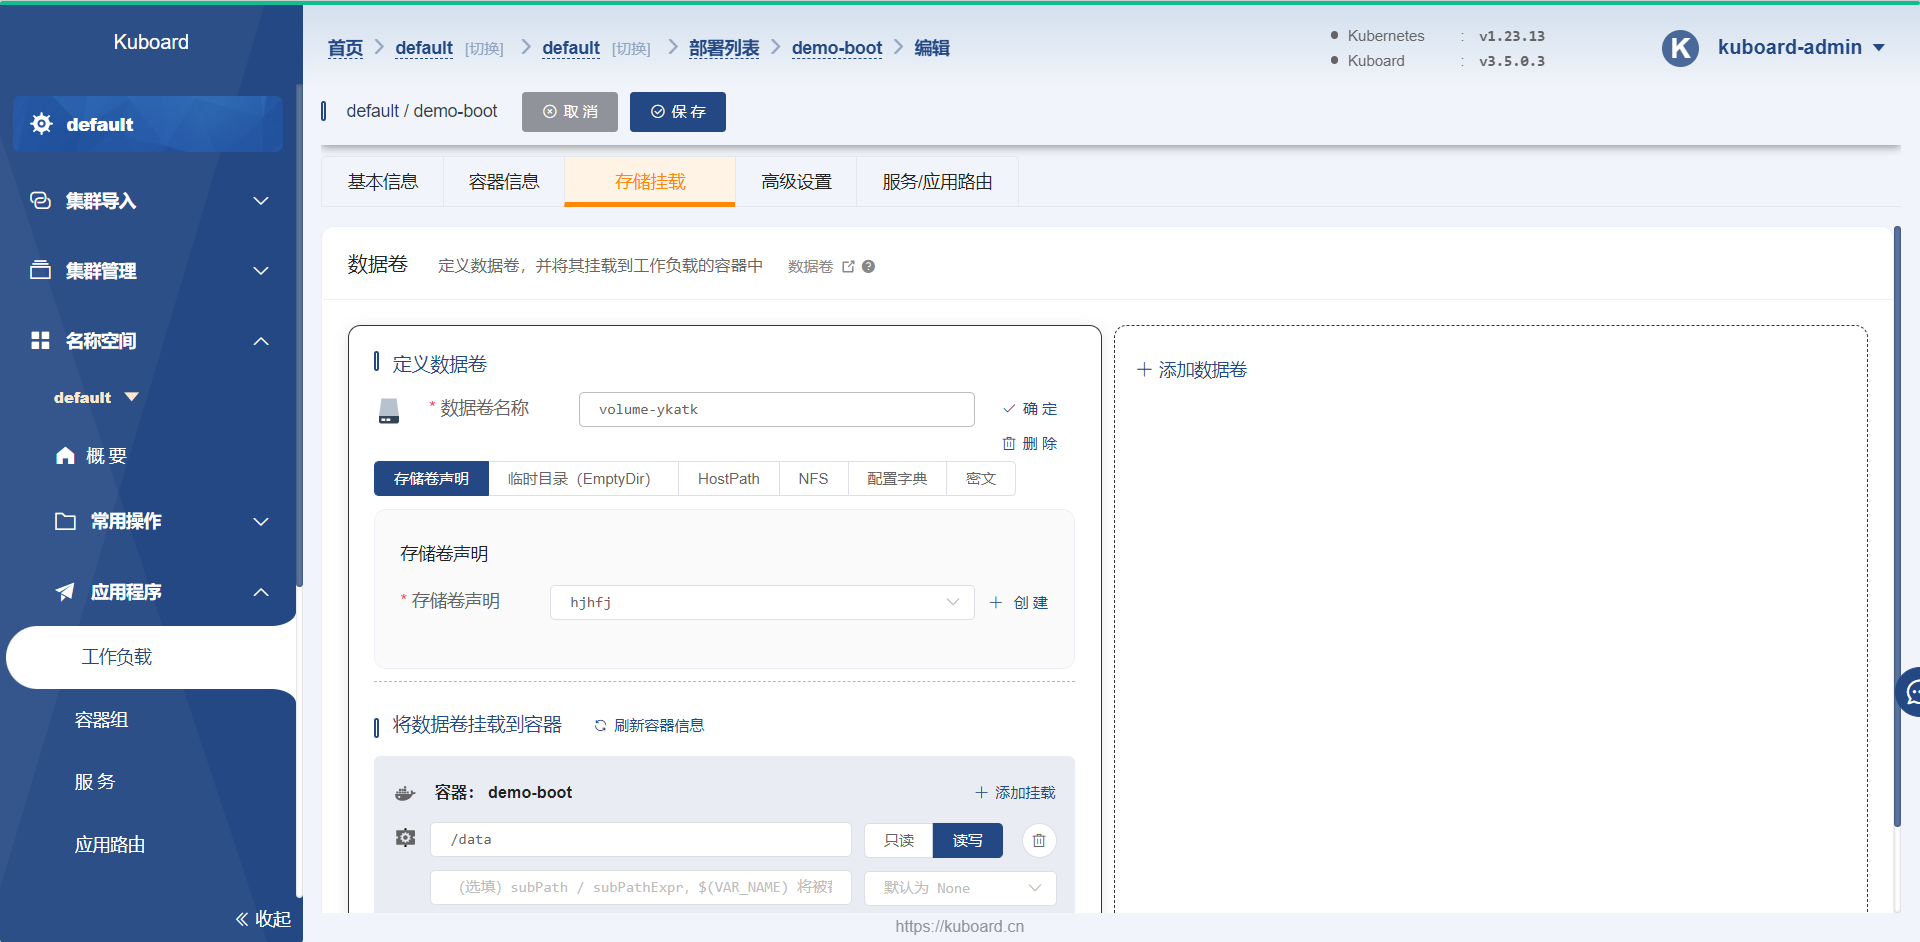 Kuboard
default
集群导入
集群管理
名称空间
default
概 要
常用操作
应用程序
工作负载
容器组
服 务
应用路由
收起
首页 default [切换] default [切换] 部署列表 demo-boot 编辑
Kubernetes : v1.23.13
Kuboard : v3.5.0.3
K kuboard-admin
default / demo-boot 取 消 保 存
基本信息 容器信息 存储挂载 高级设置 服务/应用路由
数据卷 定义数据卷，并将其挂载到工作负载的容器中 数据卷
定义数据卷
* 数据卷名称 volume-ykatk 确 定
删 除
存储卷声明 临时目录（EmptyDir） HostPath NFS 配置字典 密文
存储卷声明
* 存储卷声明 hjhfj 创 建
将数据卷挂载到容器 刷新容器信息
容器： demo-boot 添加挂载
/data 只读 读写
（选填）subPath / subPathExpr, $(VAR_NAME) 将被 默认为 None
添加数据卷
https://kuboard.cn